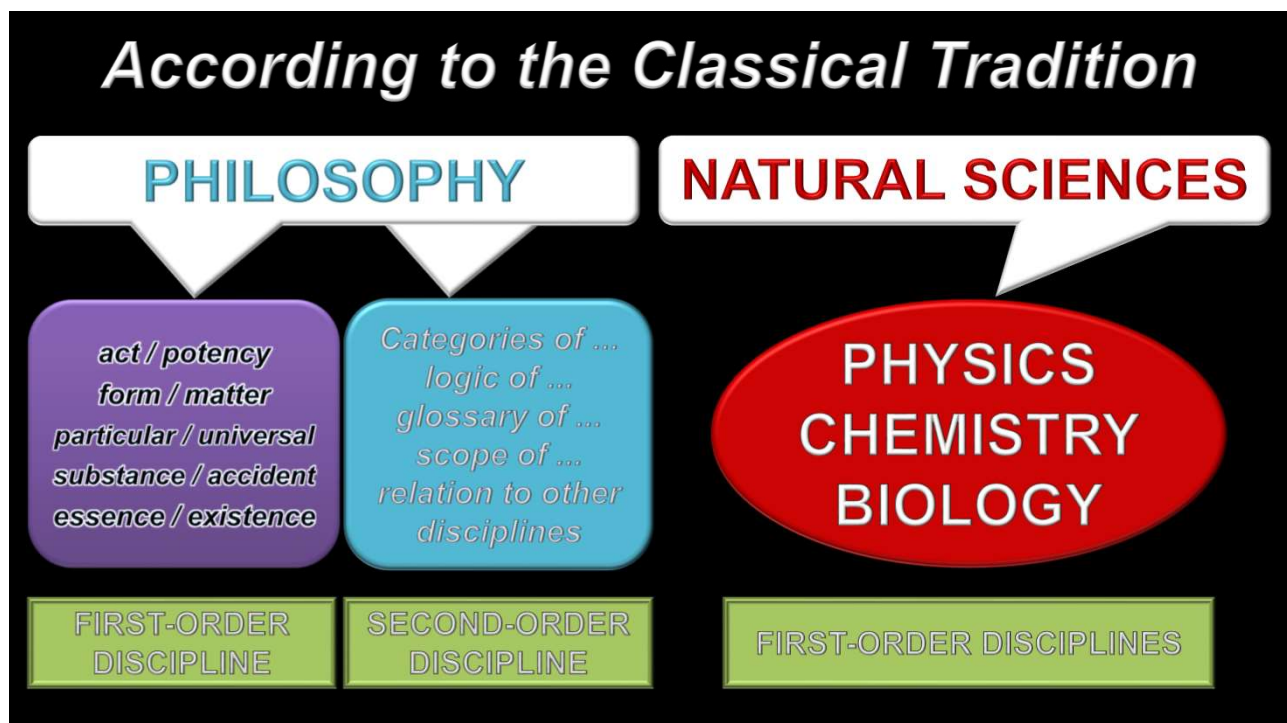 According to the Classical Tradition
PHILOSOPHY
NATURAL SCIENCES
act / potency
form / matter
particular / universal
substance / accident
essence / existence
Categories of ...
logic of ...
glossary of ...
scope of ...
relation to other
disciplines
PHYSICS
CHEMISTRY
BIOLOGY
FIRST-ORDER
DISCIPLINE
SECOND-ORDER
DISCIPLINE
FIRST-ORDER DISCIPLINES